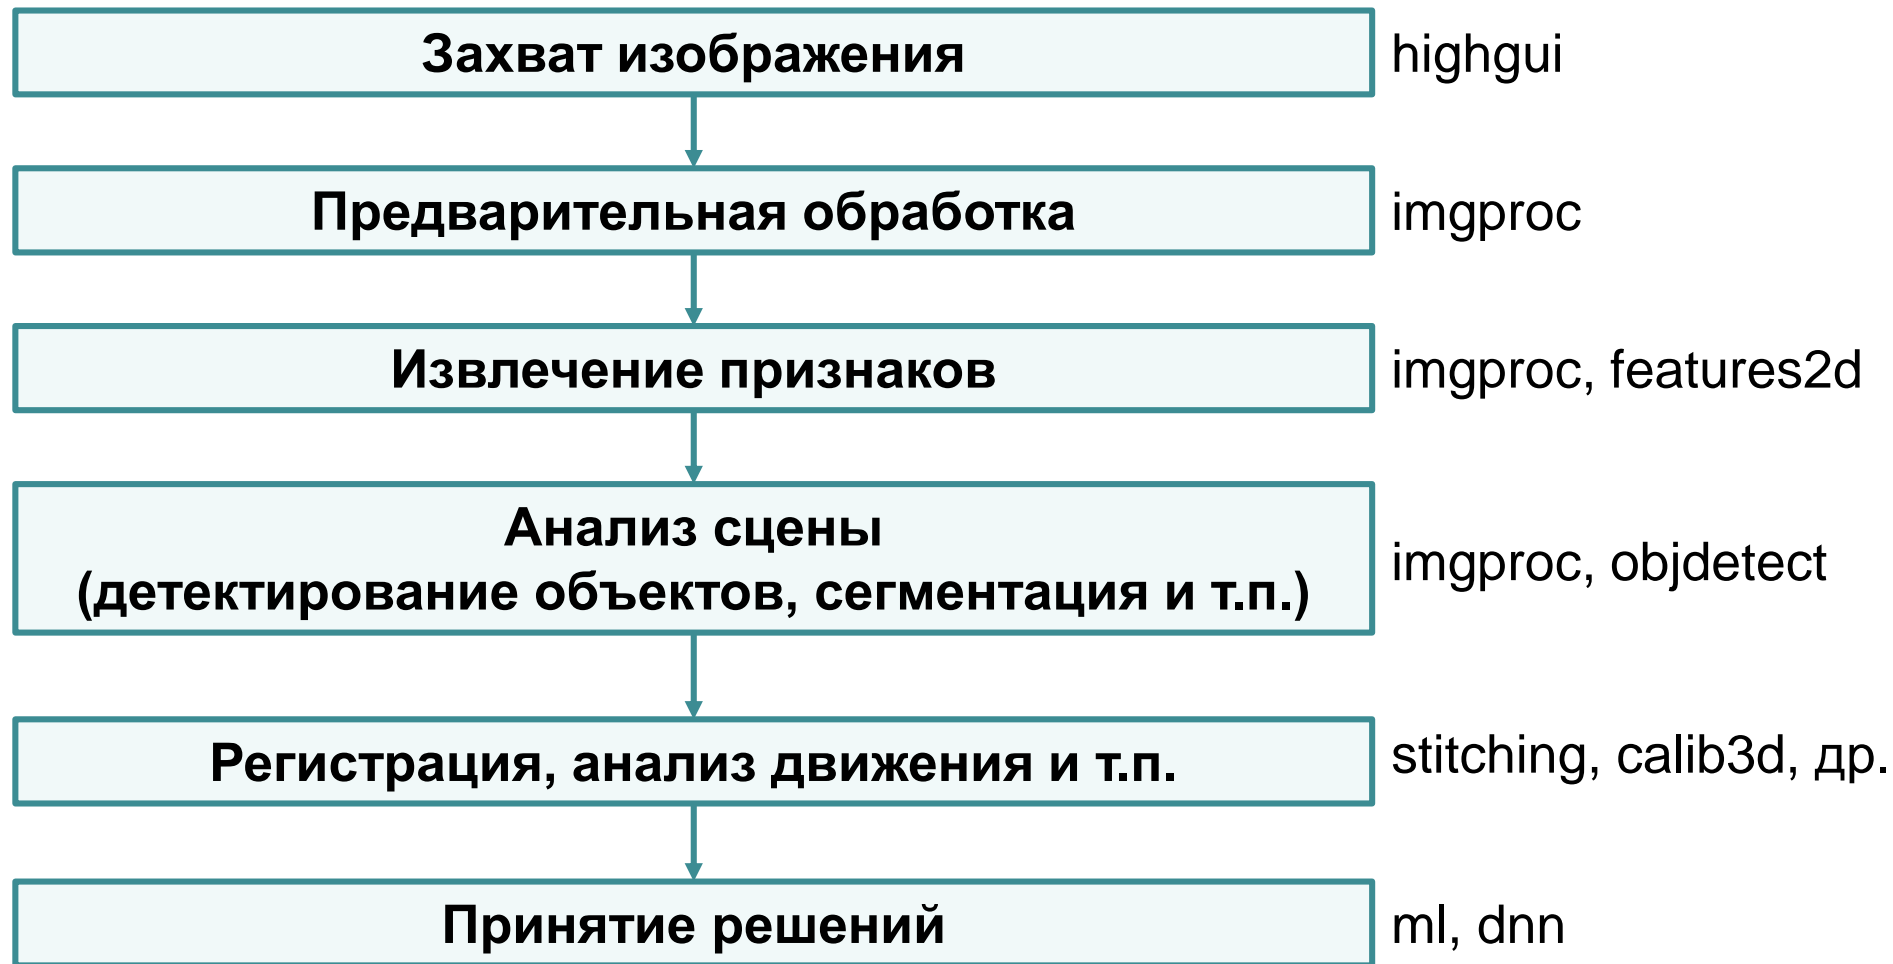 Захват изображения
highgui
Предварительная обработка
imgproc
Извлечение признаков
imgproc, features2d
Анализ сцены
(детектирование объектов, сегментация и т.п.)
imgproc, objdetect
Регистрация, анализ движения и т.п.
stitching, calib3d, др.
Принятие решений
ml, dnn